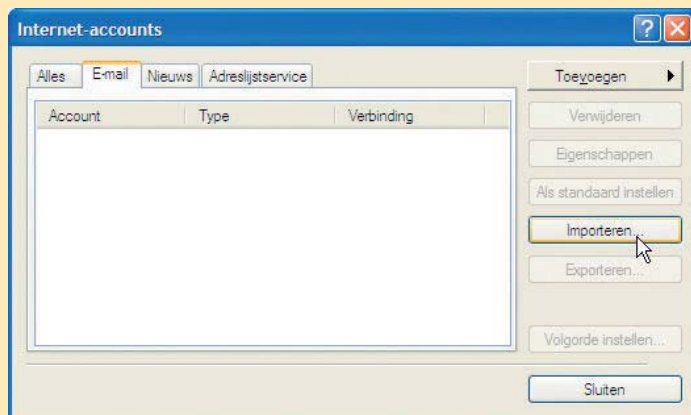 Internet-accounts
Alles E-mail Nieuws Adreslijstservice
Account Type Verbinding
Toevoegen
Verwijderen
Eigenschappen
Als standaard instellen
Importeren...
Exporteren...
Volgorde instellen...
Sluiten